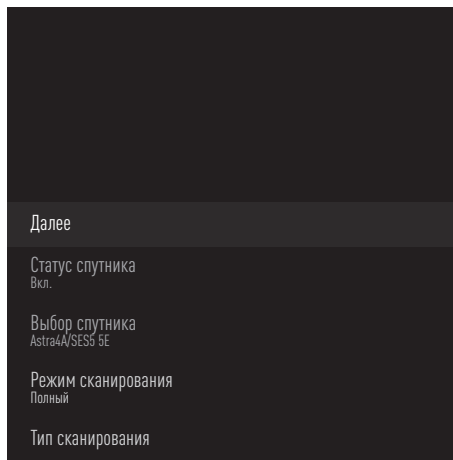 Далее
Статус спутника
Вкл.
Выбор спутника
Astra4A/SES5 5E
Режим сканирования
Полный
Тип сканирования